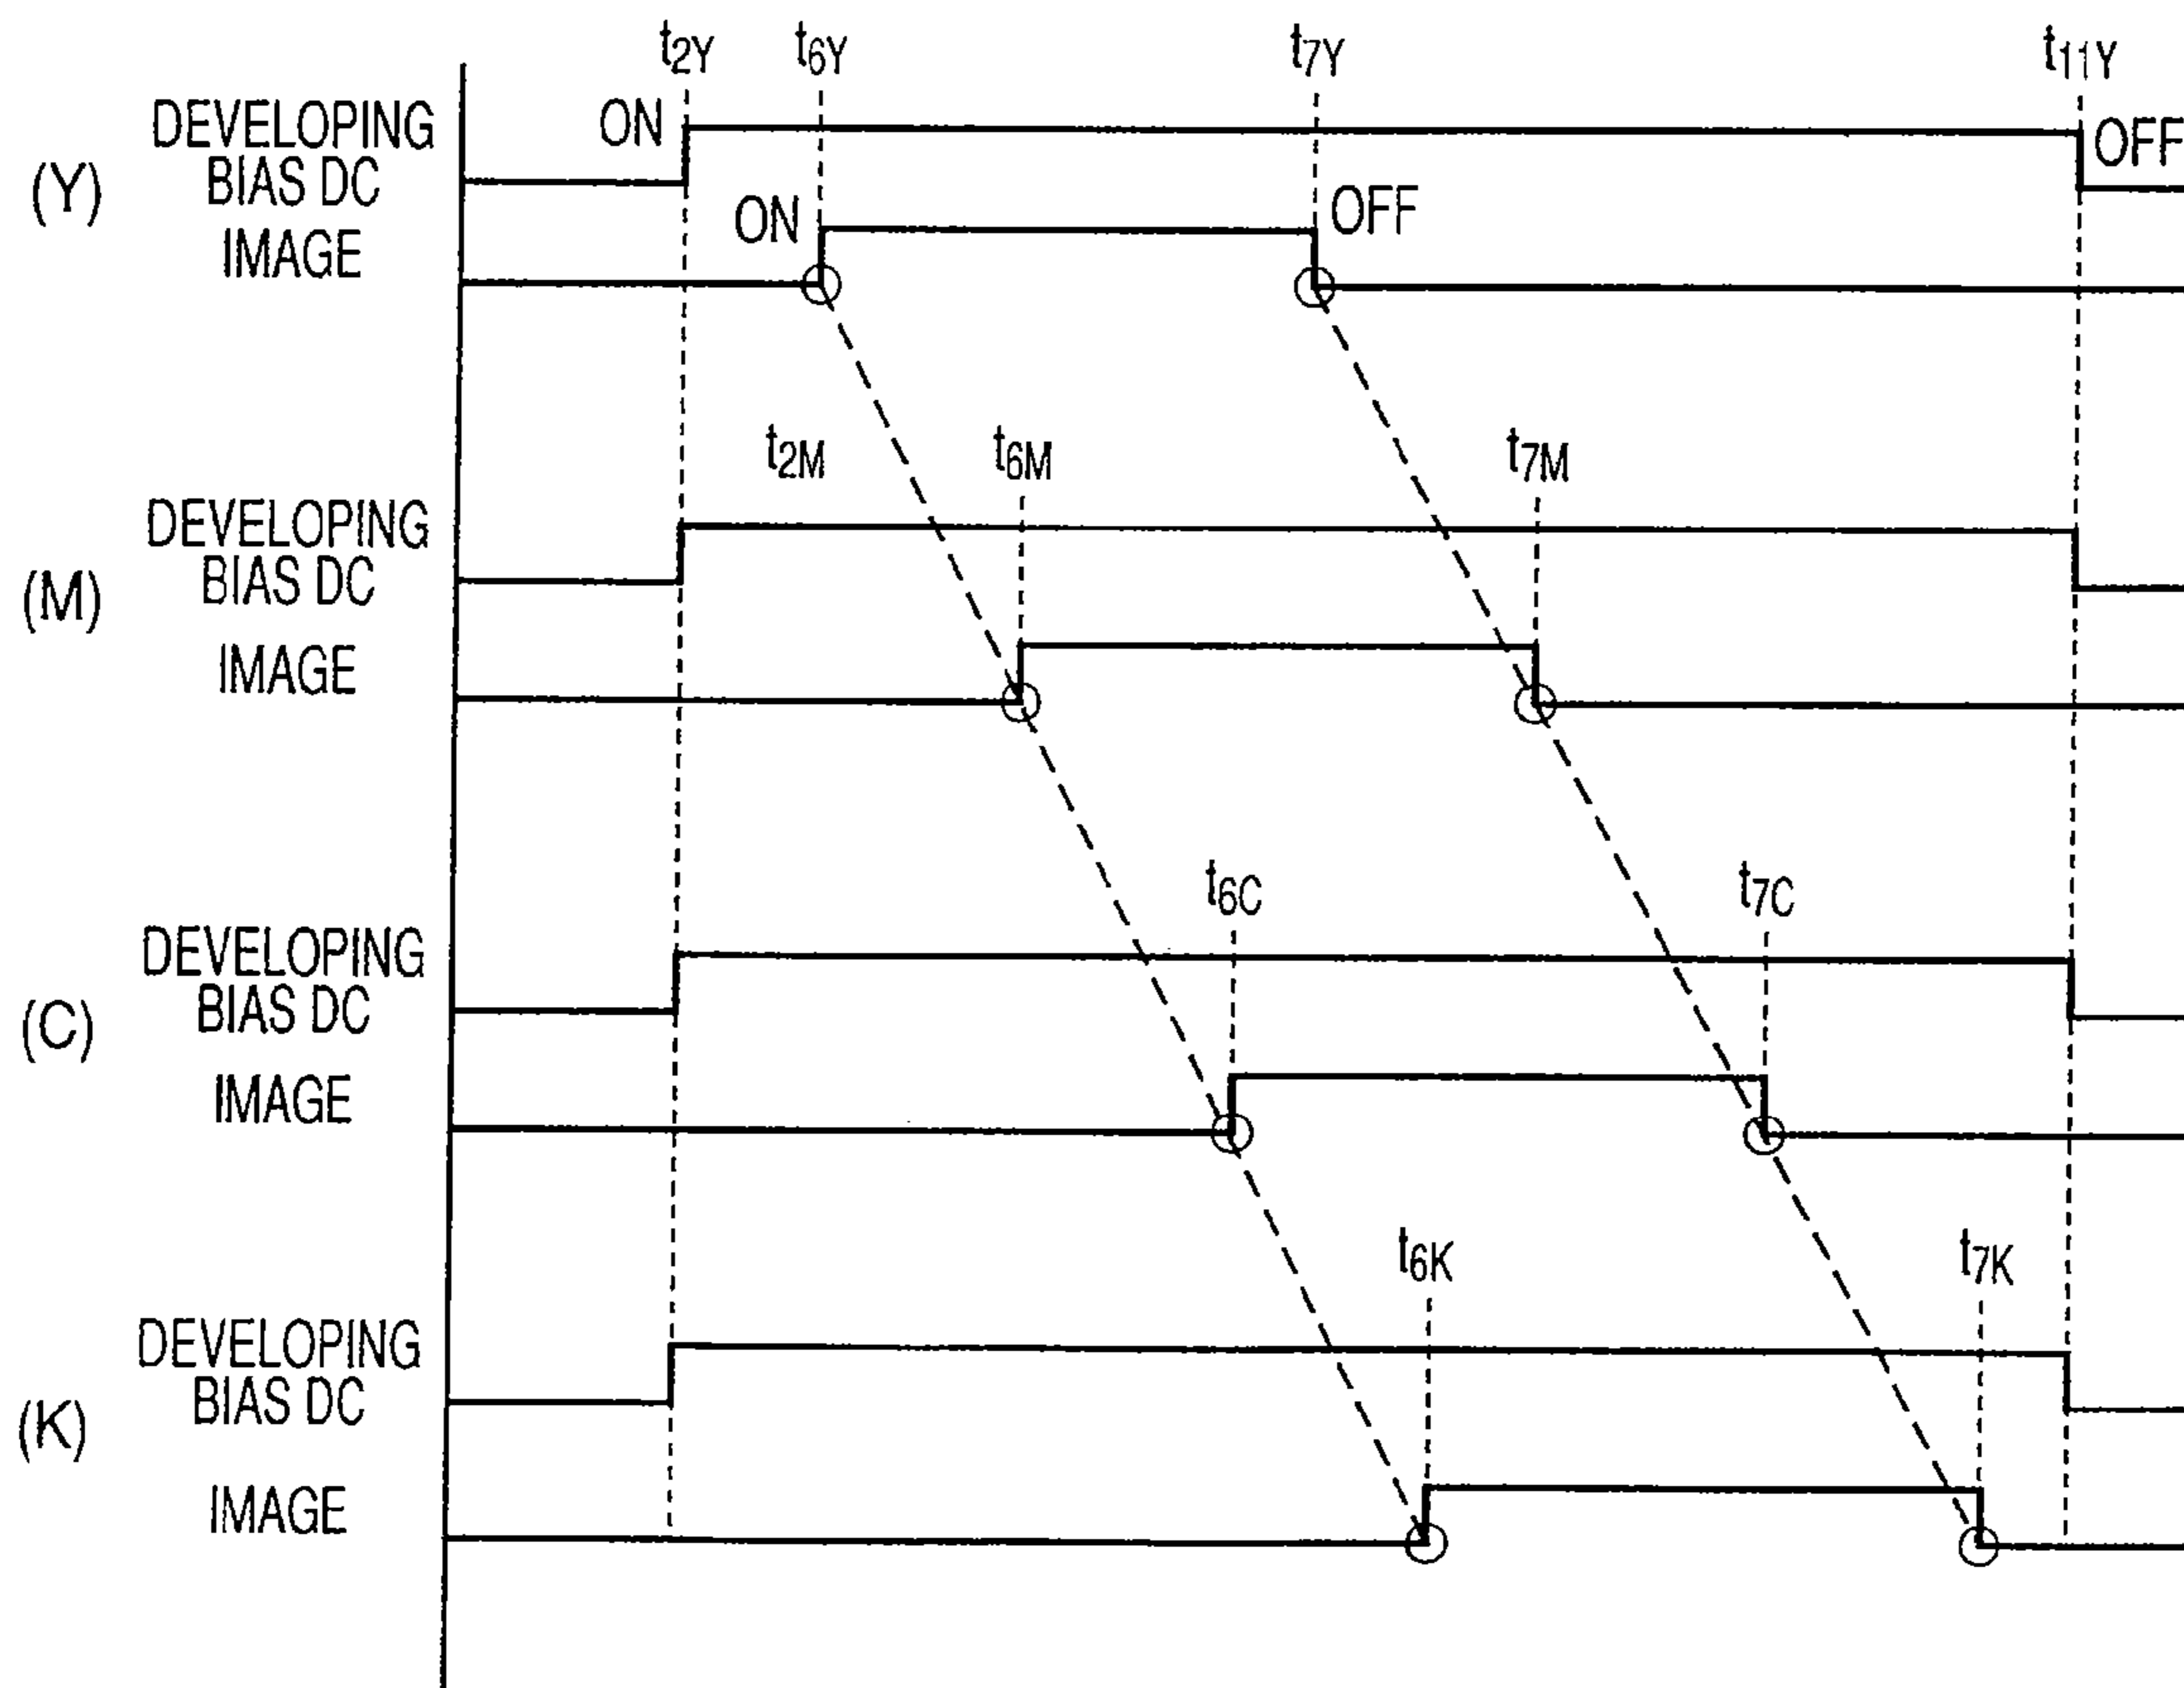 t2Y t6Y t7Y t11Y
(Y) DEVELOPING BIAS DC ON OFF
IMAGE ON OFF
t2M t6M t7M
(M) DEVELOPING BIAS DC
IMAGE
t6C t7C
(C) DEVELOPING BIAS DC
IMAGE
t6K t7K
(K) DEVELOPING BIAS DC
IMAGE